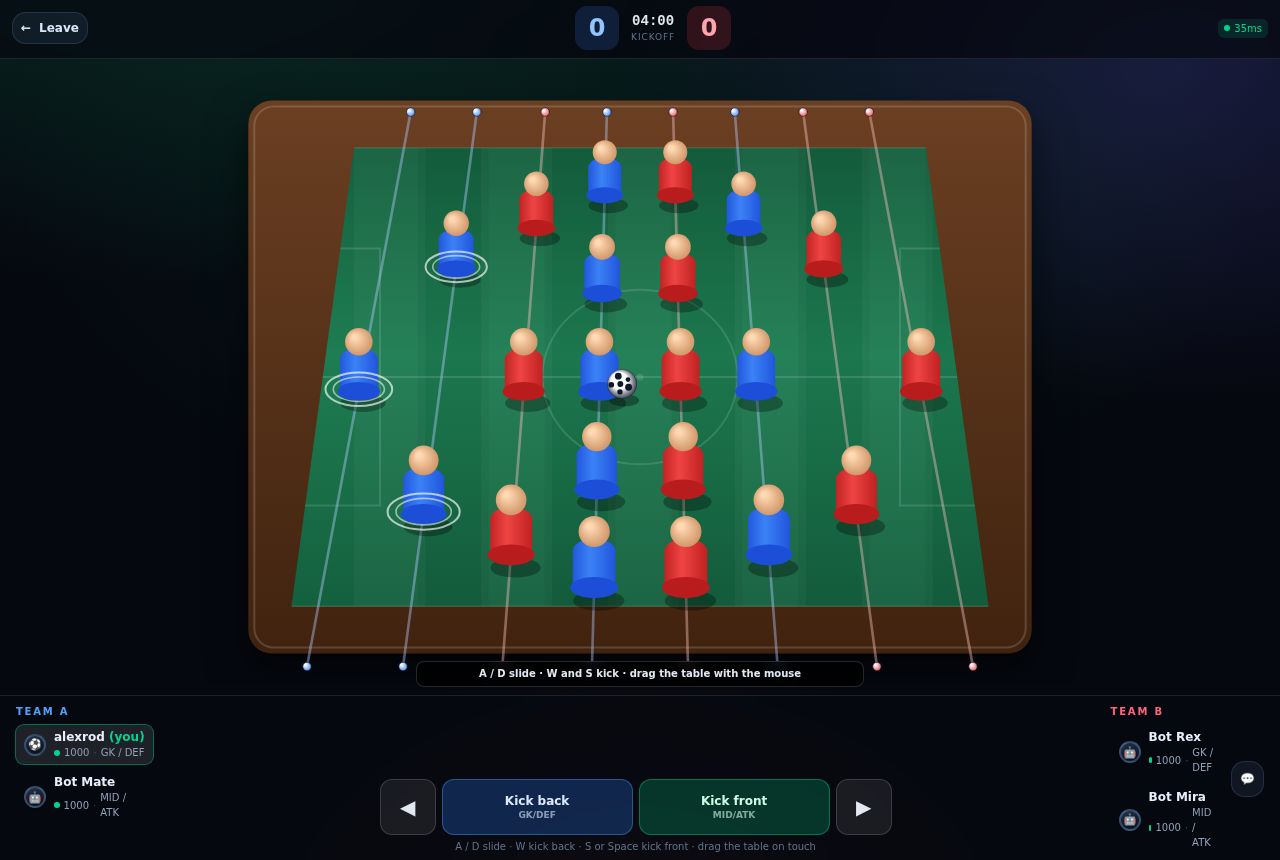 ← Leave
0
04:00
KICKOFF
0
35ms
A / D slide · W and S kick · drag the table with the mouse
TEAM A
alexrod (you)
1000 · GK / DEF
Bot Mate
1000 · MID /
ATK
◀
Kick back
GK/DEF
Kick front
MID/ATK
▶
A / D slide · W kick back · S or Space kick front · drag the table on touch
TEAM B
Bot Rex
1000 · GK /
DEF
Bot Mira
1000 · MID
/
ATK